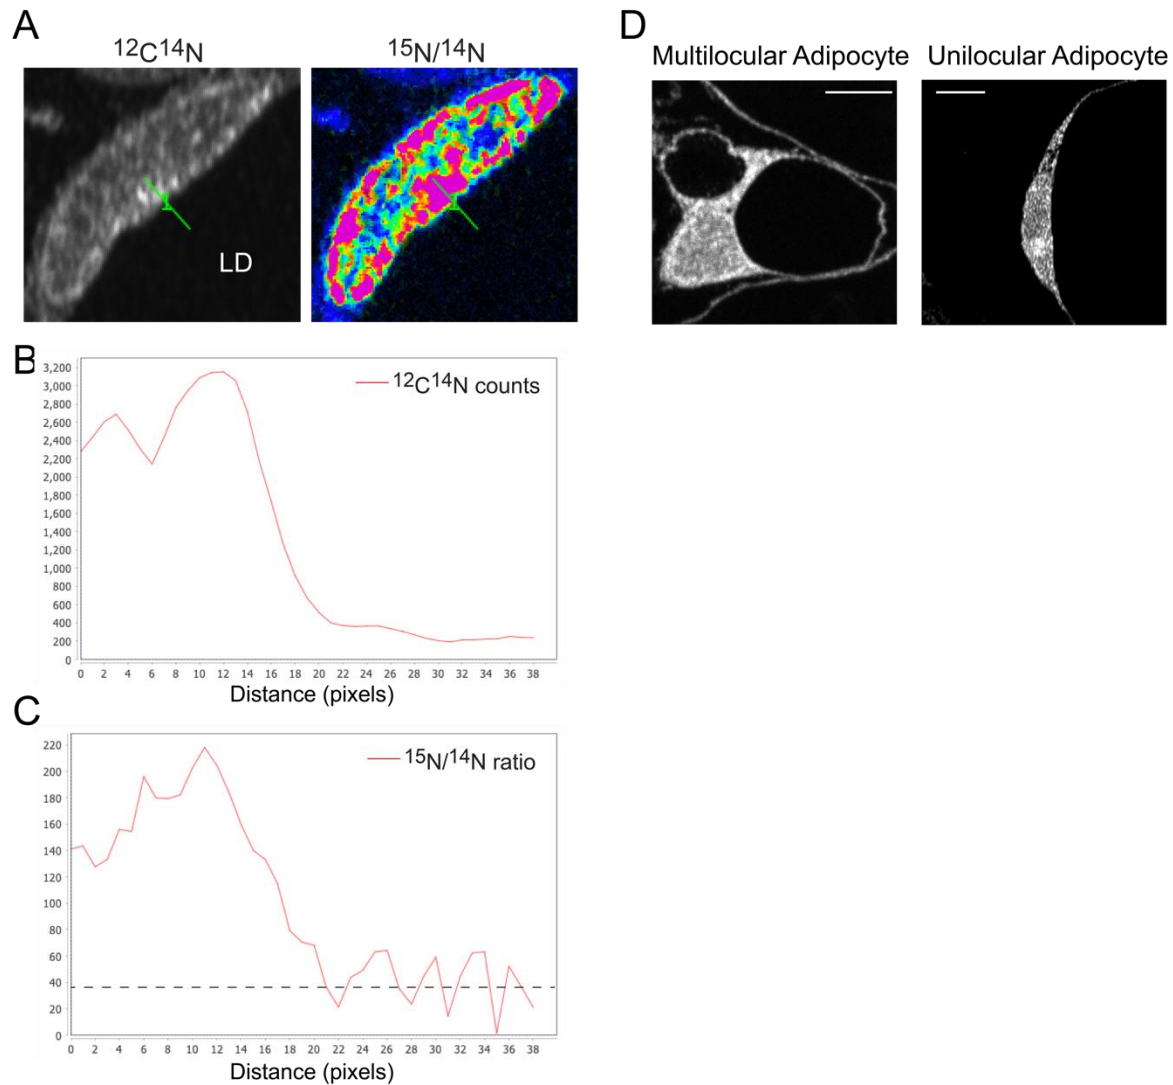 A
¹²C¹⁴N
¹⁵N/¹⁴N
LD
B
3,200
3,000
2,800
2,600
2,400
2,200
2,000
1,800
1,600
1,400
1,200
1,000
800
600
400
200
0
¹²C¹⁴N counts
0 2 4 6 8 10 12 14 16 18 20 22 24 26 28 30 32 34 36 38
Distance (pixels)
C
220
200
180
160
140
120
100
80
60
40
20
0
¹⁵N/¹⁴N ratio
0 2 4 6 8 10 12 14 16 18 20 22 24 26 28 30 32 34 36 38
Distance (pixels)
D
Multilocular Adipocyte
Unilocular Adipocyte